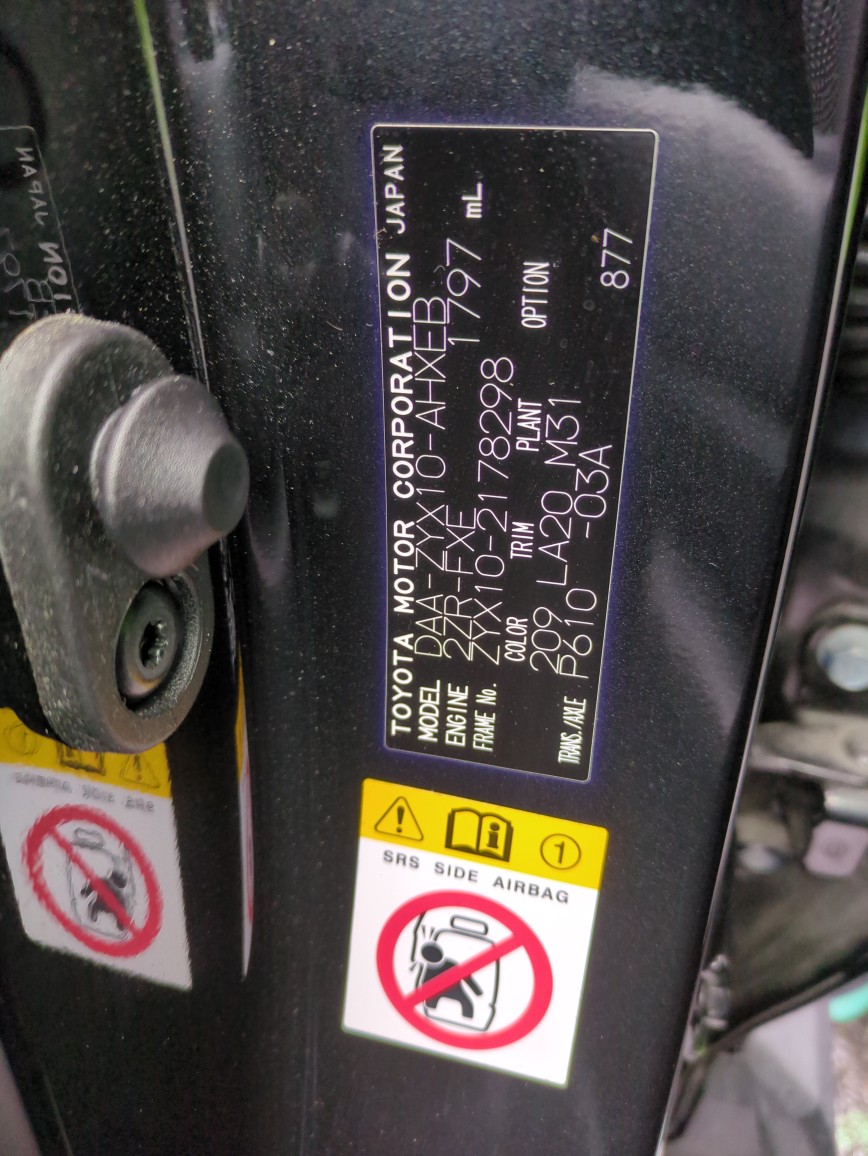 TOYOTA MOTOR CORPORATION JAPAN
MODEL DAA-ZYX10-AHXEB
ENGINE 2ZR-FXE 1797 mL
FRAME No. ZYX10-2178298
COLOR TRIM PLANT OPTION
209 LA20 M31
TRANS./AXLE P610 -03A 877
1
SRS SIDE AIRBAG